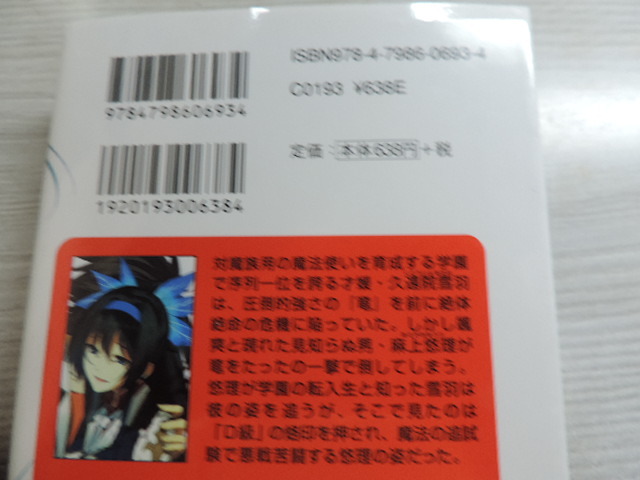 ISBN978-4-7986-0693-4
C0193 ¥638E
定価：本体638円＋税
9784798606934
1920193006384
対魔族用の魔法使いを育成する学園
で序列一位を誇る才媛・久遠院雪羽
は、圧倒的強さの「竜」を前に絶体
絶命の危機に陥っていた。しかし颯
爽と現れた見知らぬ男・麻上悠理が
竜をたったの一撃で倒してしまう。
悠理が学園の転入生と知った雪羽は
彼の姿を追うが、そこで見たのは
「D級」の烙印を押され、魔法の追試
験で悪戦苦闘する悠理の姿だった。